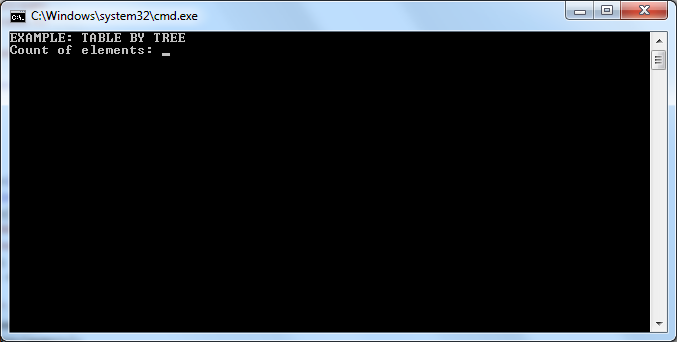 C:\Windows\system32\cmd.exe
EXAMPLE: TABLE BY TREE
Count of elements: _